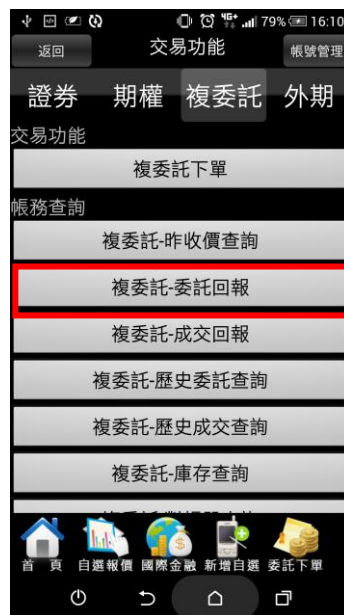 4G+ 79% 16:10
返回 交易功能 帳號管理
證券 期權 複委託 外期
交易功能
複委託下單
帳務查詢
複委託-昨收價查詢
複委託-委託回報
複委託-成交回報
複委託-歷史委託查詢
複委託-歷史成交查詢
複委託-庫存查詢
首頁 自選報價 國際金融 新增自選 委託下單